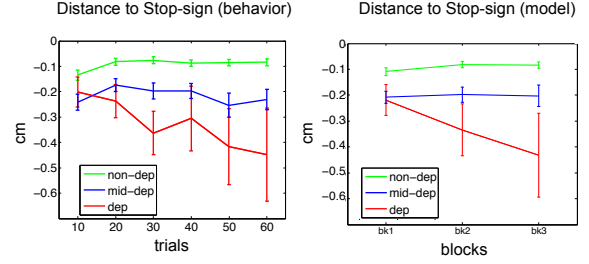 Distance to Stop-sign (behavior)
0
−0.1
−0.2
−0.3
−0.4
−0.5
−0.6
cm
non-dep
mid-dep
dep
10 20 30 40 50 60
trials
Distance to Stop-sign (model)
0
−0.1
−0.2
−0.3
−0.4
−0.5
−0.6
cm
non-dep
mid-dep
dep
bk1 bk2 bk3
blocks